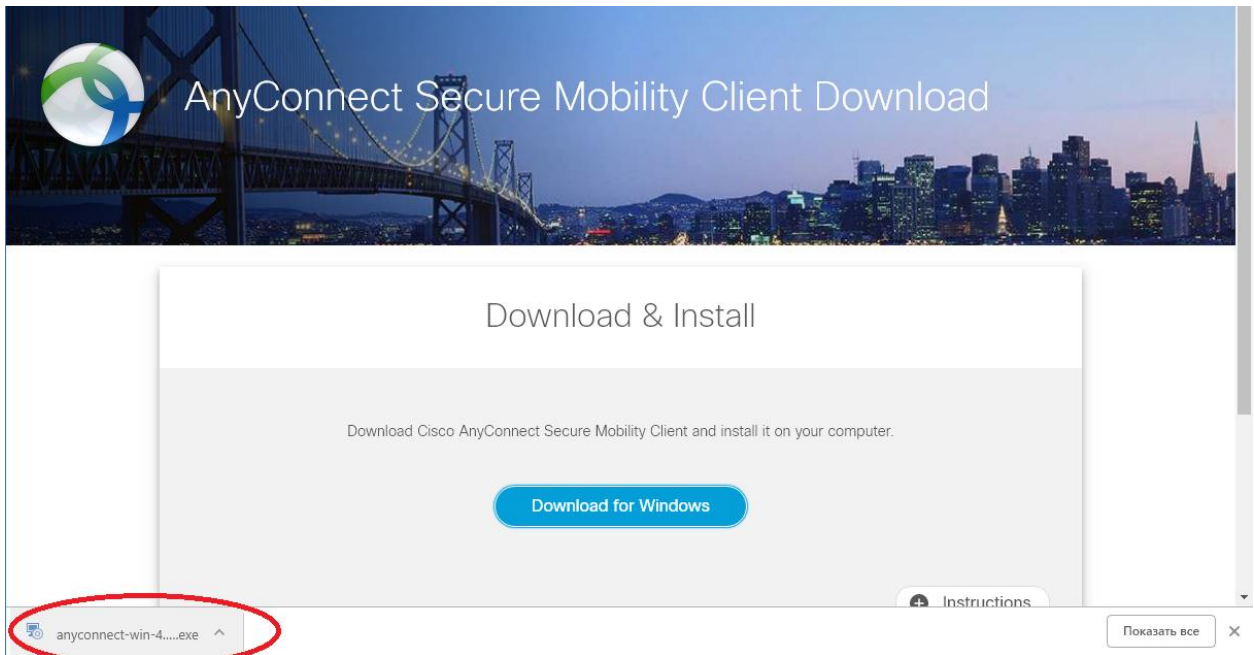 AnyConnect Secure Mobility Client Download
Download & Install
Download Cisco AnyConnect Secure Mobility Client and install it on your computer.
Download for Windows
Instructions
anyconnect-win-4.....exe
Показать все